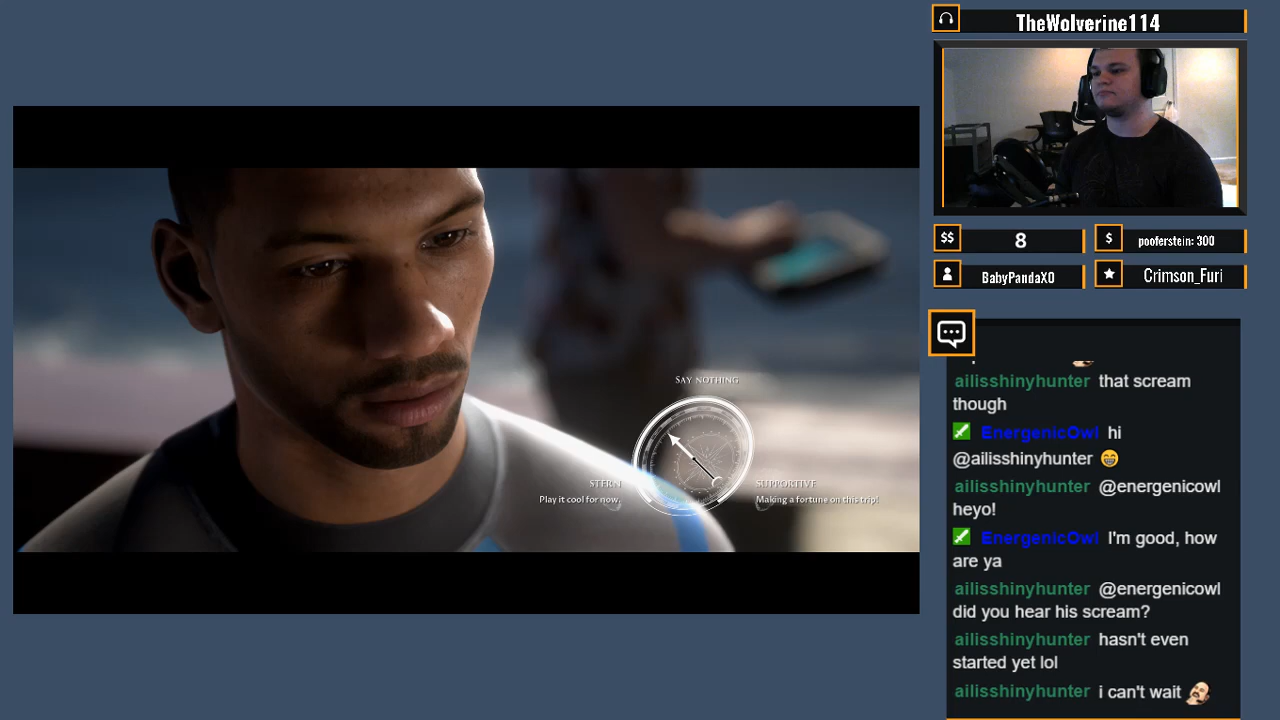 TheWolverine114
$$
8
$
pooferstein: 300
BabyPandaXO
Crimson_Furi
SAY NOTHING
STERN
Play it cool for now.
SUPPORTIVE
Making a fortune on this trip!
ailisshinyhunter that scream
though
EnergenicOwl hi
@ailisshinyhunter 😁
ailisshinyhunter @energenicowl
heyo!
EnergenicOwl I'm good, how
are ya
ailisshinyhunter @energenicowl
did you hear his scream?
ailisshinyhunter hasn't even
started yet lol
ailisshinyhunter i can't wait